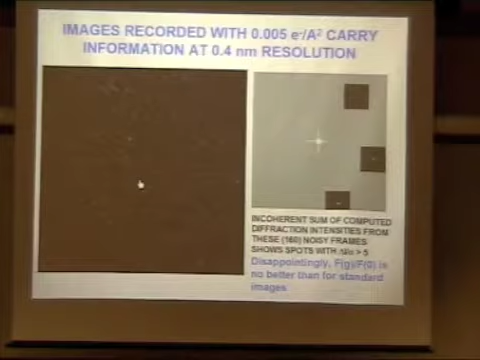 IMAGES RECORDED WITH 0.005 e⁻/A² CARRY
INFORMATION AT 0.4 nm RESOLUTION
INCOHERENT SUM OF COMPUTED
DIFFRACTION INTENSITIES FROM
THESE (160) NOISY FRAMES
SHOWS SPOTS WITH > 5
Disappointingly, F(g)/F(0) is
no better than for standard
images